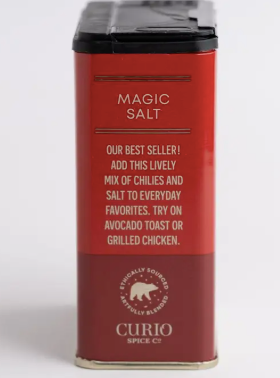 MAGIC
SALT
OUR BEST SELLER!
ADD THIS LIVELY
MIX OF CHILIES AND
SALT TO EVERYDAY
FAVORITES. TRY ON
AVOCADO TOAST OR
GRILLED CHICKEN.
ETHICALLY SOURCED
ARTFULLY BLENDED
CURIO
SPICE Cº